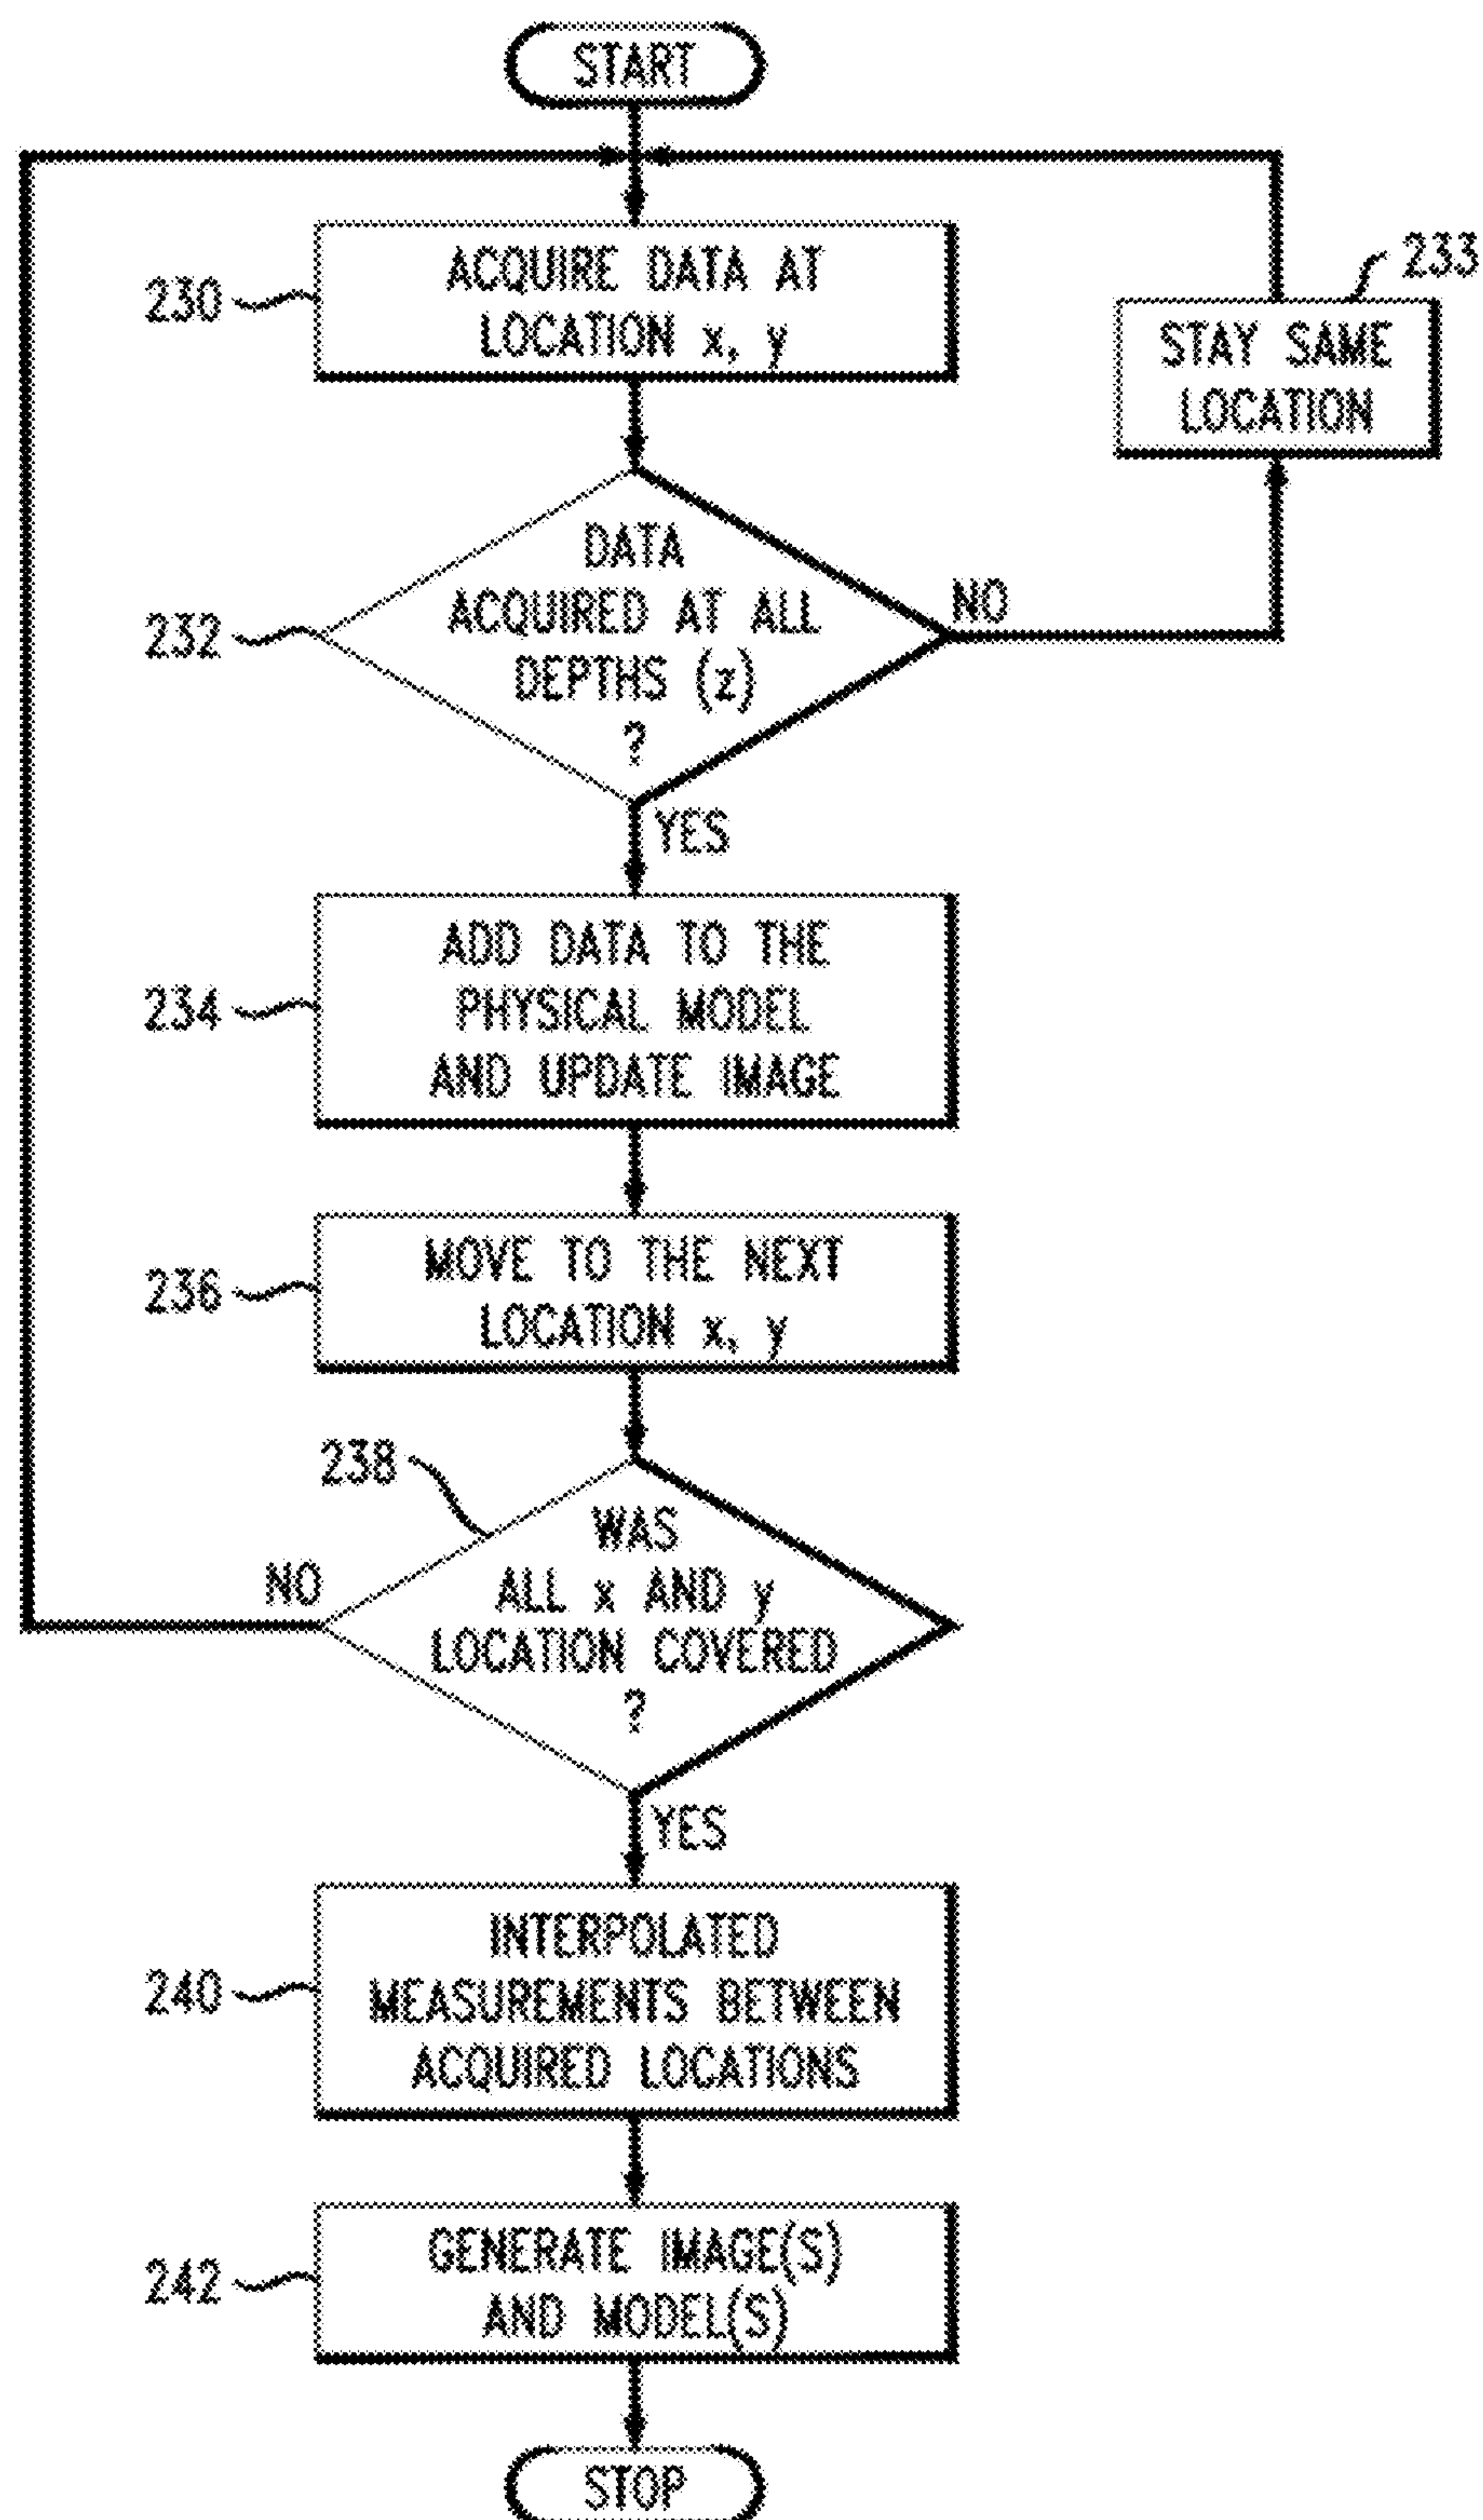 START
230
ACQUIRE DATA AT
LOCATION x, y
233
STAY SAME
LOCATION
232
DATA
ACQUIRED AT ALL
DEPTHS (z)
?
NO
YES
234
ADD DATA TO THE
PHYSICAL MODEL
AND UPDATE IMAGE
236
MOVE TO THE NEXT
LOCATION x, y
238
WAS
ALL x AND y
LOCATION COVERED
?
NO
YES
240
INTERPOLATED
MEASUREMENTS BETWEEN
ACQUIRED LOCATIONS
242
GENERATE IMAGE(S)
AND MODEL(S)
STOP